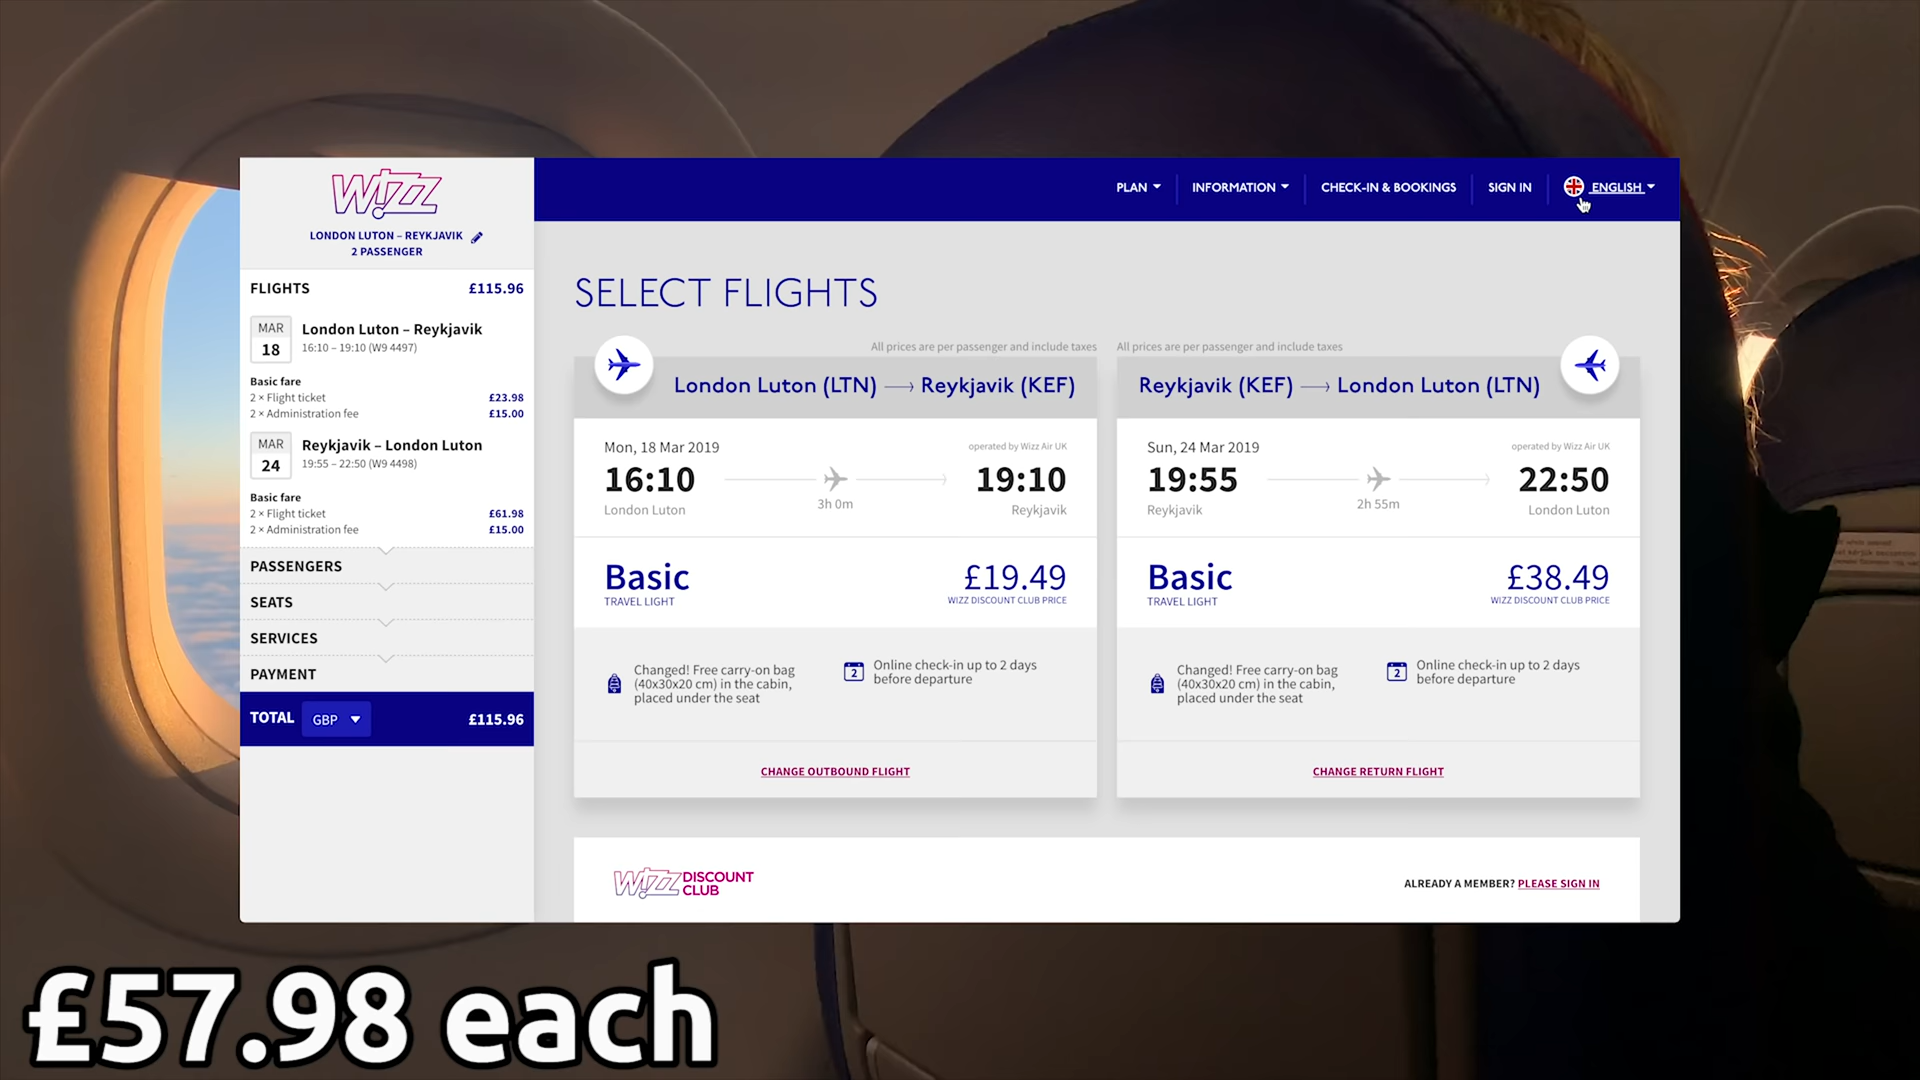 WIZZ
LONDON LUTON – REYKJAVIK
2 PASSENGER
FLIGHTS £115.96
MAR 18
London Luton – Reykjavik
16:10 – 19:10 (W9 4497)
Basic fare
2 × Flight ticket £23.98
2 × Administration fee £15.00
MAR 24
Reykjavik – London Luton
19:55 – 22:50 (W9 4498)
Basic fare
2 × Flight ticket £61.98
2 × Administration fee £15.00
PASSENGERS
SEATS
SERVICES
PAYMENT
TOTAL GBP £115.96
PLAN INFORMATION CHECK-IN & BOOKINGS SIGN IN ENGLISH
SELECT FLIGHTS
All prices are per passenger and include taxes
London Luton (LTN) → Reykjavik (KEF)
Mon, 18 Mar 2019 operated by Wizz Air UK
16:10 19:10
3h 0m
London Luton Reykjavik
Basic £19.49
TRAVEL LIGHT WIZZ DISCOUNT CLUB PRICE
Changed! Free carry-on bag
(40x30x20 cm) in the cabin,
placed under the seat
2
Online check-in up to 2 days
before departure
CHANGE OUTBOUND FLIGHT
All prices are per passenger and include taxes
Reykjavik (KEF) → London Luton (LTN)
Sun, 24 Mar 2019 operated by Wizz Air UK
19:55 22:50
2h 55m
Reykjavik London Luton
Basic £38.49
TRAVEL LIGHT WIZZ DISCOUNT CLUB PRICE
Changed! Free carry-on bag
(40x30x20 cm) in the cabin,
placed under the seat
2
Online check-in up to 2 days
before departure
CHANGE RETURN FLIGHT
WIZZ DISCOUNT
CLUB
ALREADY A MEMBER? PLEASE SIGN IN
£57.98 each